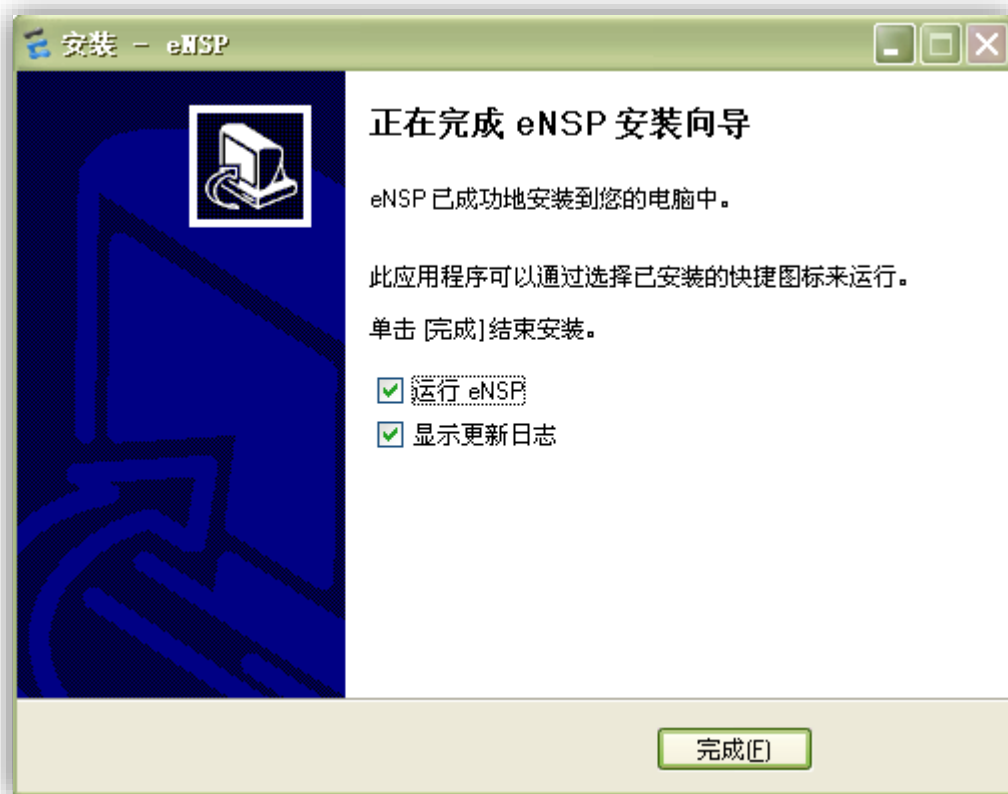 安装 - eNSP
正在完成 eNSP 安装向导
eNSP 已成功地安装到您的电脑中。
此应用程序可以通过选择已安装的快捷图标来运行。
单击 [完成] 结束安装。
运行 eNSP
显示更新日志
完成(F)